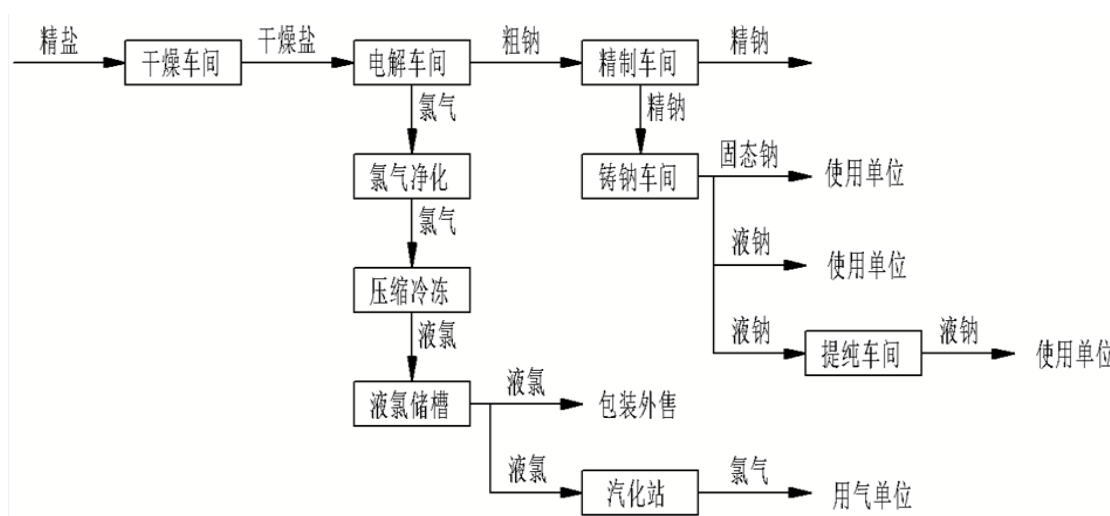 精盐
干燥车间
干燥盐
电解车间
粗钠
精制车间
精钠
氯气
精钠
氯气净化
铸钠车间
固态钠
使用单位
氯气
液钠
使用单位
压缩冷冻
液氯
液钠
提纯车间
液钠
使用单位
液氯储槽
液氯
包装外售
液氯
汽化站
氯气
用气单位